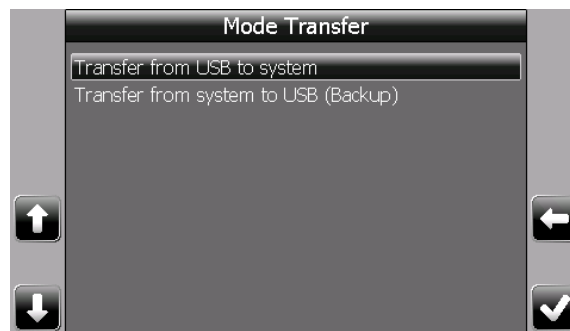 Mode Transfer
Transfer from USB to system
Transfer from system to USB (Backup)